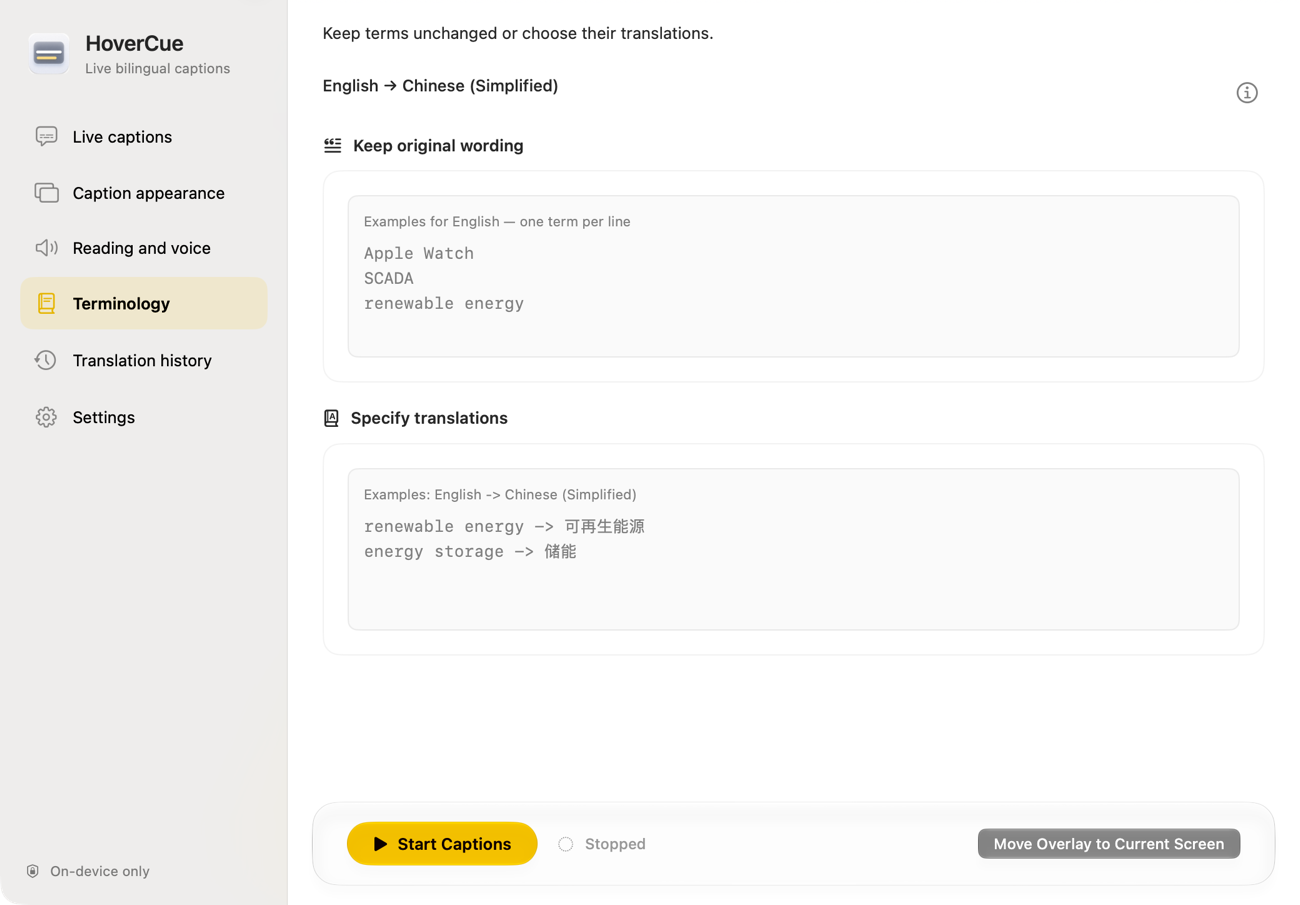 HoverCue
Live bilingual captions
Live captions
Caption appearance
Reading and voice
Terminology
Translation history
Settings
On-device only
Keep terms unchanged or choose their translations.
English → Chinese (Simplified)
Keep original wording
Examples for English — one term per line
Apple Watch
SCADA
renewable energy
Specify translations
Examples: English -> Chinese (Simplified)
renewable energy —> 可再生能源
energy storage —> 储能
Start Captions
Stopped
Move Overlay to Current Screen